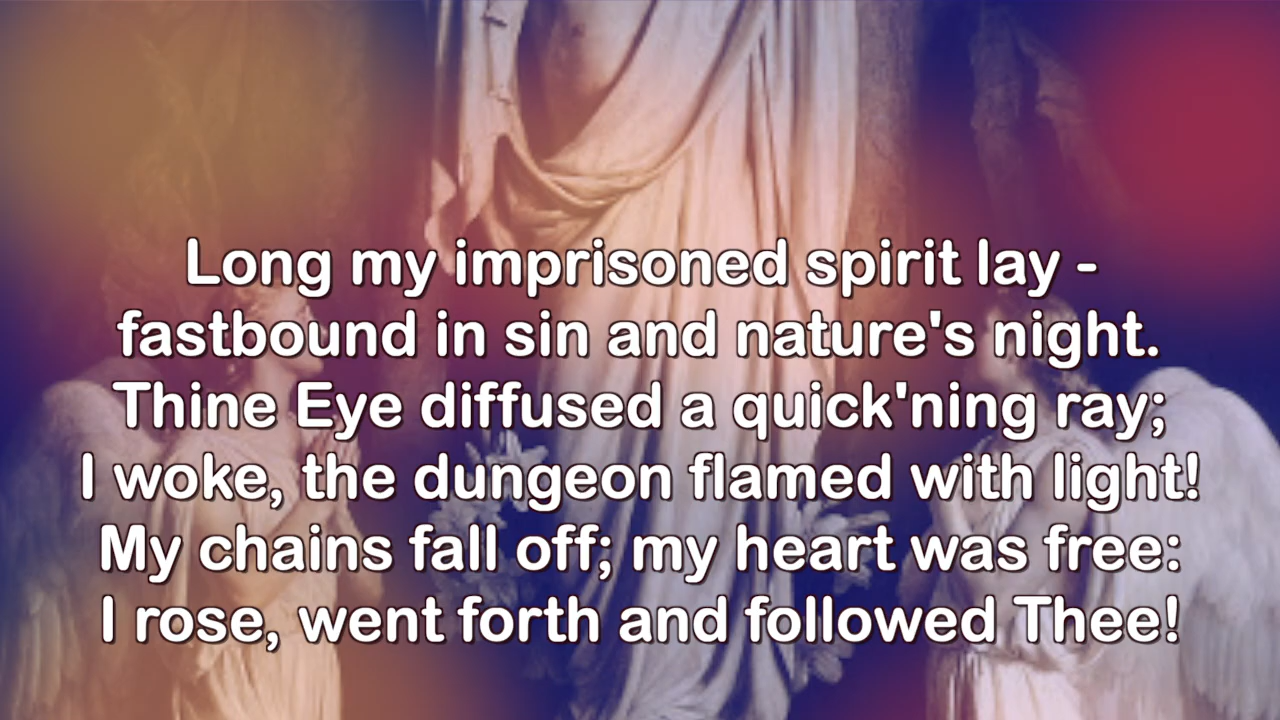 Long my imprisoned spirit lay -
fastbound in sin and nature's night.
Thine Eye diffused a quick'ning ray;
I woke, the dungeon flamed with light!
My chains fall off; my heart was free:
I rose, went forth and followed Thee!